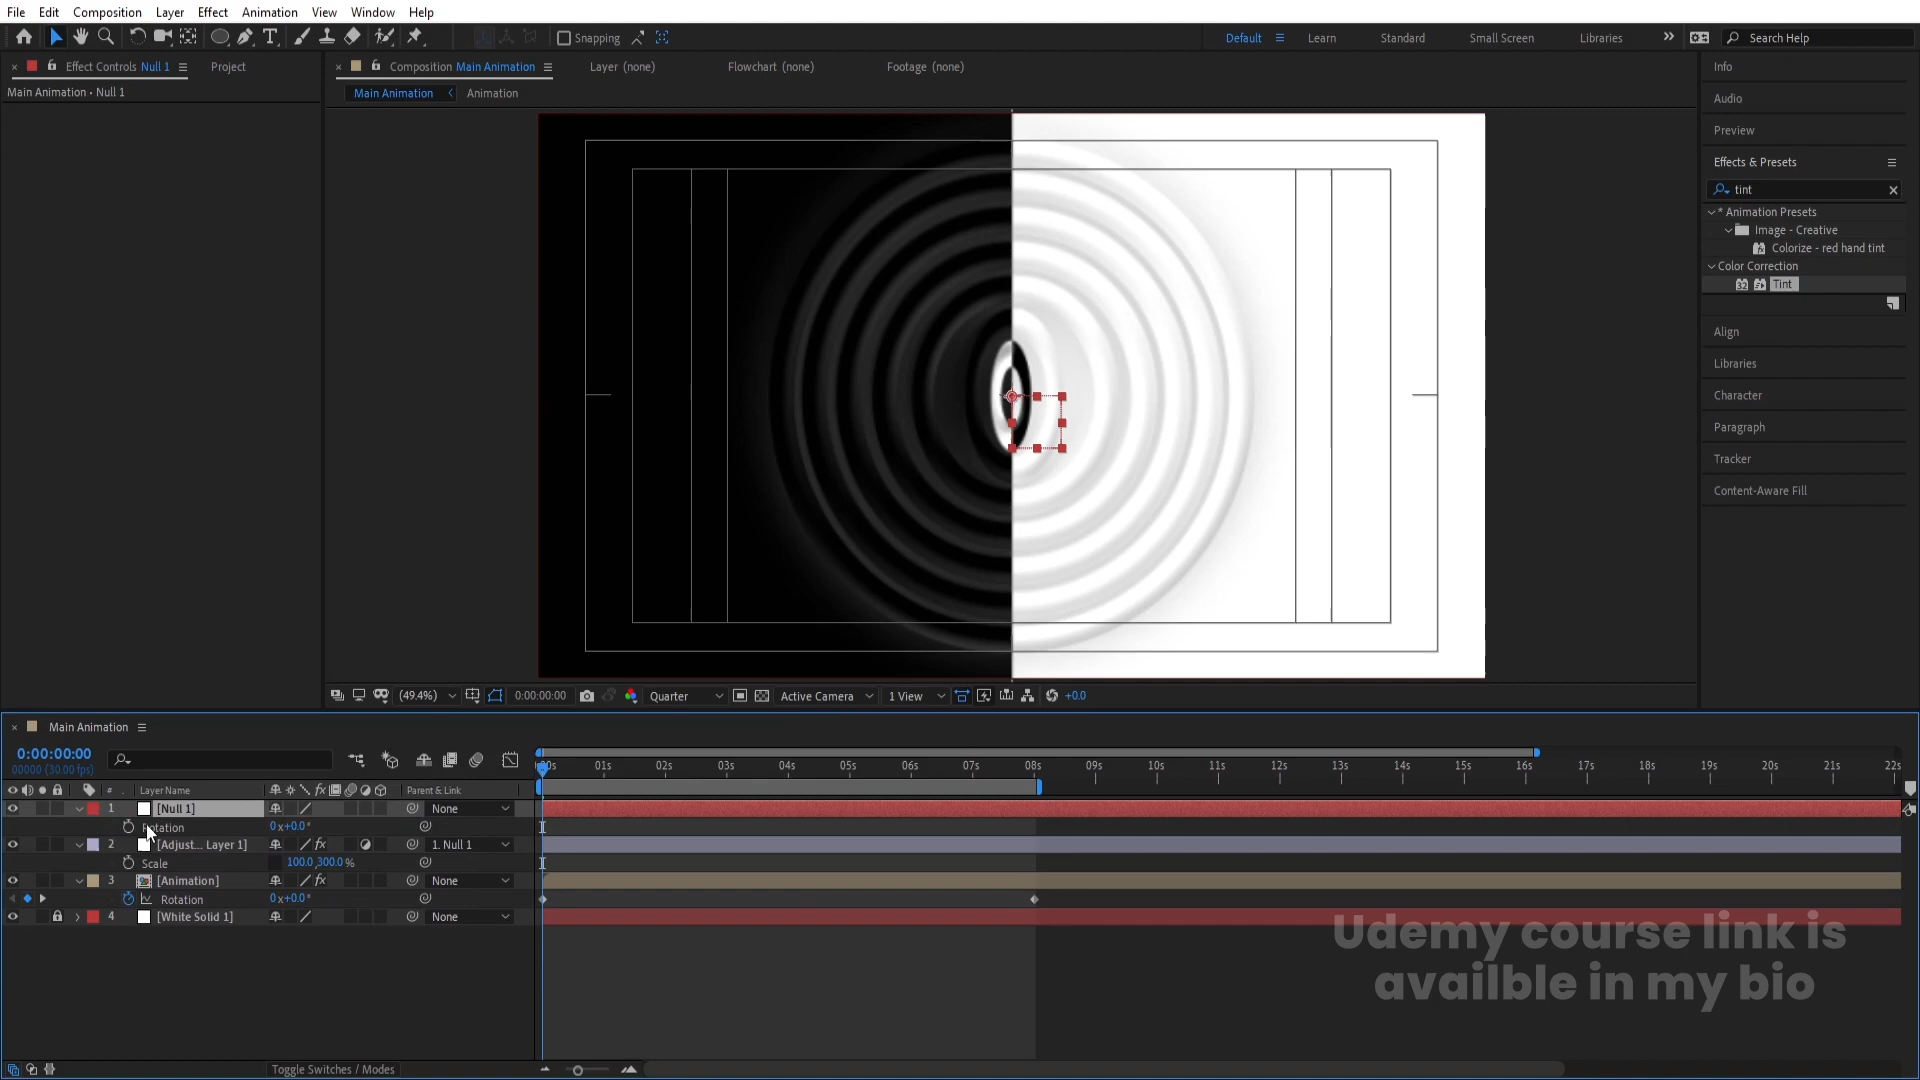 File Edit Composition Layer Effect Animation View Window Help
Snapping Default Learn Standard Small Screen Libraries Search Help
Effect Controls Null 1 Project
Main Animation • Null 1
Composition Main Animation Layer (none) Flowchart (none) Footage (none)
Main Animation Animation
Info
Audio
Preview
Effects & Presets
tint
* Animation Presets
Image - Creative
Colorize - red hand tint
Color Correction
32 Tint
Align
Libraries
Character
Paragraph
Tracker
Content-Aware Fill
(49.4%) 0:00:00:00 Quarter Active Camera 1 View +0.0
Main Animation
0:00:00:00
00000 (30.00 fps)
01s 02s 03s 04s 05s 06s 07s 08s 09s 10s 11s 12s 13s 14s 15s 16s 17s 18s 19s 20s 21s 22s
# Layer Name fx Parent & Link
1 [Null 1] None
Rotation 0x+0.0°
2 [Adjust... Layer 1] fx 1. Null 1
Scale 100.0,300.0%
3 [Animation] fx None
Rotation 0x+0.0°
4 [White Solid 1] None
Udemy course link is
availble in my bio
Toggle Switches / Modes